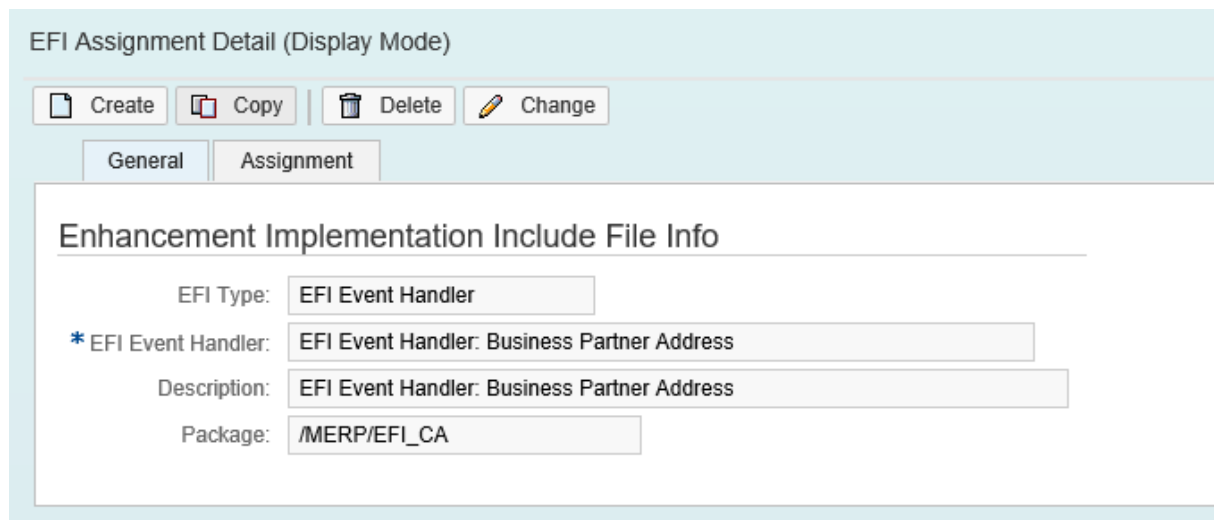 EFI Assignment Detail (Display Mode)
Create Copy Delete Change
General Assignment
Enhancement Implementation Include File Info
EFI Type: EFI Event Handler
* EFI Event Handler: EFI Event Handler: Business Partner Address
Description: EFI Event Handler: Business Partner Address
Package: /MERP/EFI_CA